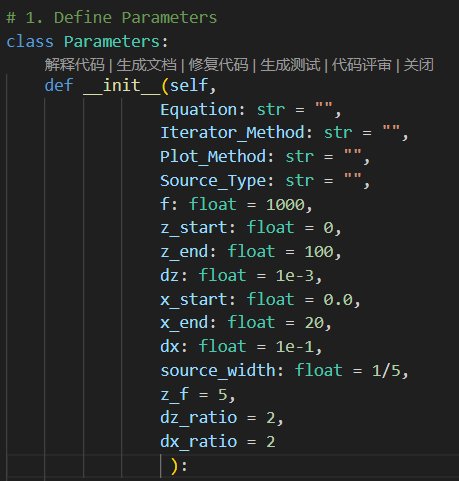 # 1. Define Parameters
class Parameters:
解释代码 | 生成文档 | 修复代码 | 生成测试 | 代码评审 | 关闭
def __init__(self,
Equation: str = "",
Iterator_Method: str = "",
Plot_Method: str = "",
Source_Type: str = "",
f: float = 1000,
z_start: float = 0,
z_end: float = 100,
dz: float = 1e-3,
x_start: float = 0.0,
x_end: float = 20,
dx: float = 1e-1,
source_width: float = 1/5,
z_f = 5,
dz_ratio = 2,
dx_ratio = 2
):